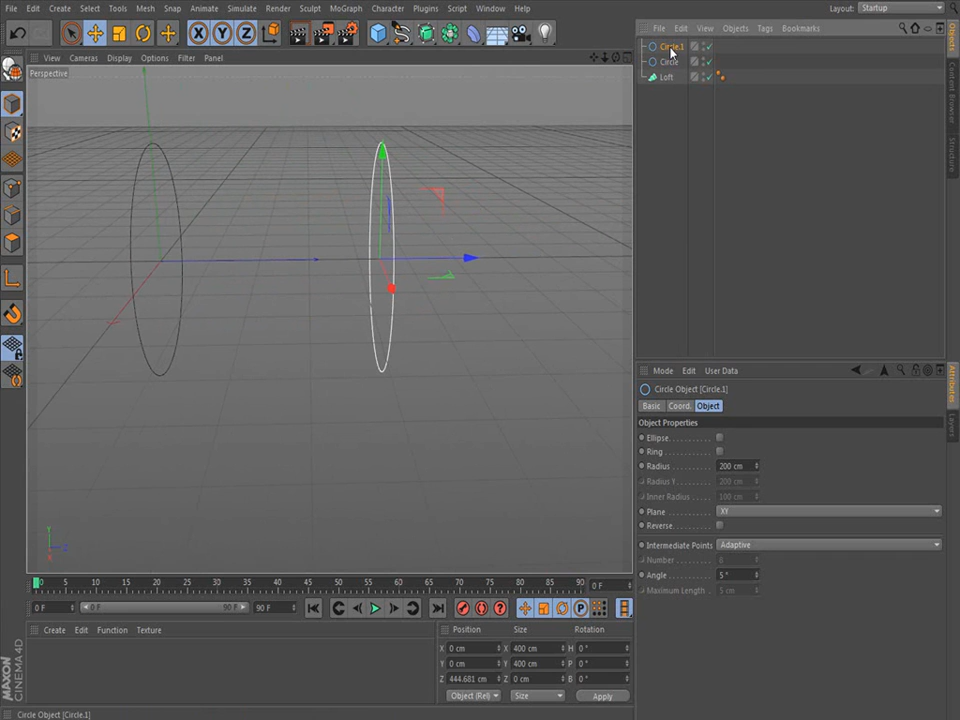 File Edit Create Select Tools Mesh Snap Animate Simulate Render Sculpt MoGraph Character Plugins Script Window Help Layout: Startup
X Y Z
File Edit View Objects Tags Bookmarks
Circle.1
Circle
Loft
View Cameras Display Options Filter Panel
Perspective
Objects
Content Browser
Structure
Mode Edit User Data
Circle Object [Circle.1]
Basic Coord. Object
Object Properties
Ellipse
Ring
Radius 200 cm
Radius Y 200 cm
Inner Radius 100 cm
Plane XY
Reverse
Intermediate Points Adaptive
Number 8
Angle 5 °
Maximum Length 5 cm
Attributes
Layers
Y
Z
X
0 5 10 15 20 25 30 35 40 45 50 55 60 65 70 75 80 85 90 0 F
0 F 0 F 90 F 90 F
P
Create Edit Function Texture
Position Size Rotation
X 0 cm X 400 cm H 0 °
Y 0 cm Y 400 cm P 0 °
Z 444.681 cm Z 0 cm B 0 °
Object (Rel) Size Apply
MAXON
CINEMA 4D
Circle Object [Circle.1]